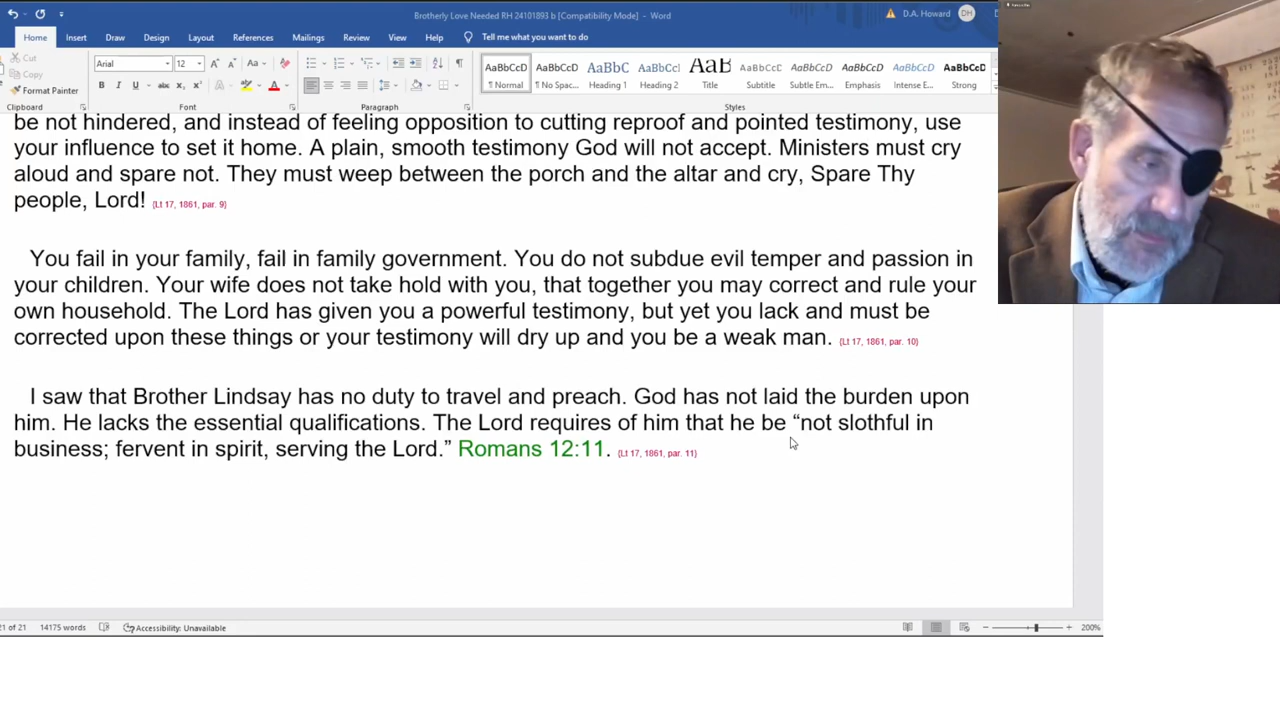 Brotherly Love Needed RH 24101893 b [Compatibility Mode] - Word
D.A. Howard
DH
Home Insert Draw Design Layout References Mailings Review View Help Tell me what you want to do
Cut
Copy
Format Painter
Clipboard
Arial 12
Font
Paragraph
AaBbCcD AaBbCcD AaBbC AaBbCcI AaB AaBbCcD AaBbCcD AaBbCcD AaBbCcD AaBbCcD
¶ Normal ¶ No Spac... Heading 1 Heading 2 Title Subtitle Subtle Em... Emphasis Intense E... Strong
Styles
be not hindered, and instead of feeling opposition to cutting reproof and pointed testimony, use
your influence to set it home. A plain, smooth testimony God will not accept. Ministers must cry
aloud and spare not. They must weep between the porch and the altar and cry, Spare Thy
people, Lord! {Lt 17, 1861, par. 9}
You fail in your family, fail in family government. You do not subdue evil temper and passion in
your children. Your wife does not take hold with you, that together you may correct and rule your
own household. The Lord has given you a powerful testimony, but yet you lack and must be
corrected upon these things or your testimony will dry up and you be a weak man. {Lt 17, 1861, par. 10}
I saw that Brother Lindsay has no duty to travel and preach. God has not laid the burden upon
him. He lacks the essential qualifications. The Lord requires of him that he be “not slothful in
business; fervent in spirit, serving the Lord.” Romans 12:11. {Lt 17, 1861, par. 11}
21 of 21 14175 words Accessibility: Unavailable 200%